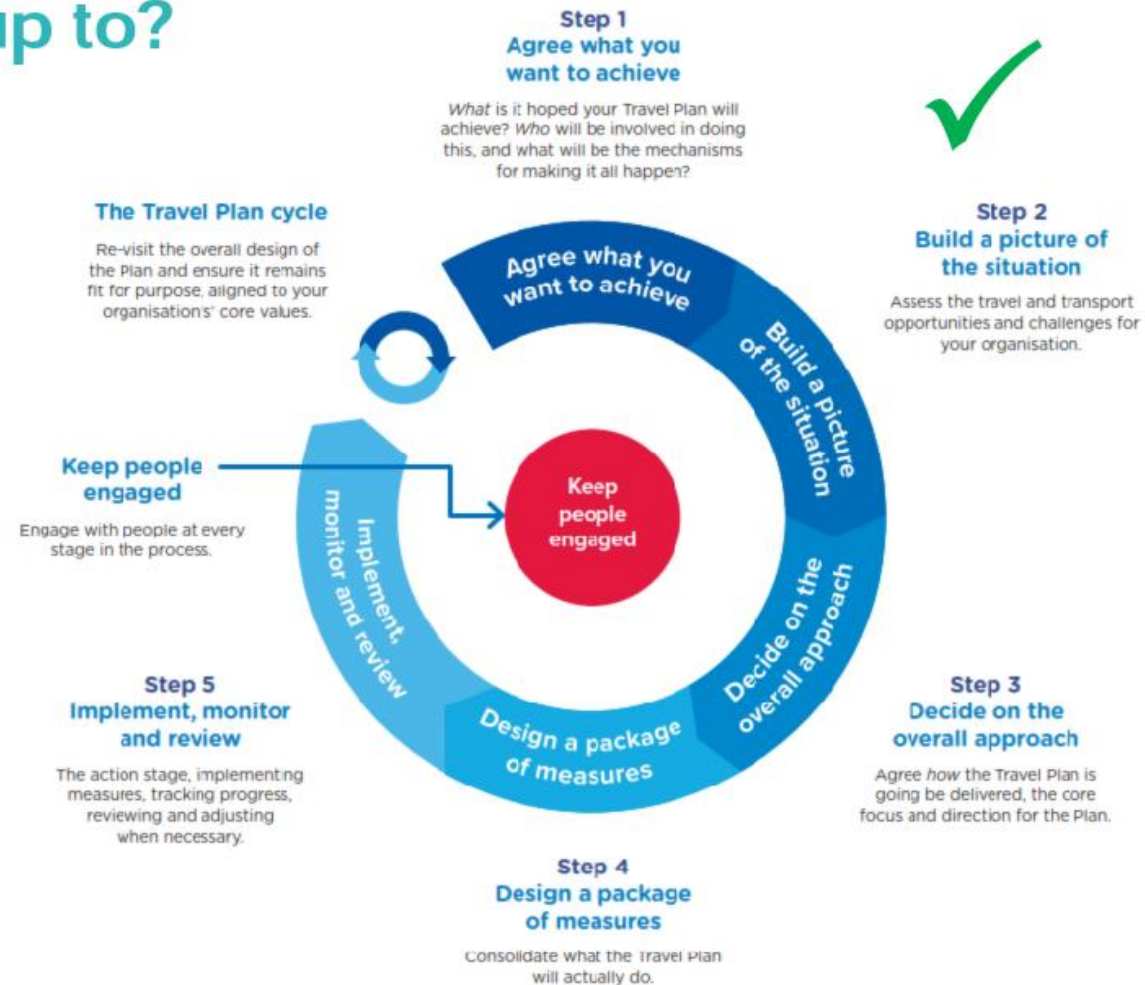 up to?
Step 1
Agree what you
want to achieve
What is it hoped your Travel Plan will
achieve? Who will be involved in doing
this, and what will be the mechanisms
for making it all happen?
The Travel Plan cycle
Re-visit the overall design of
the Plan and ensure it remains
fit for purpose, aligned to your
organisations' core values.
Step 2
Build a picture of
the situation
Assess the travel and transport
opportunities and challenges for
your organisation.
Agree what you
want to achieve
Build a picture
of the situation
Keep people
engaged
Engage with people at every
stage in the process.
Keep
people
engaged
Implement,
monitor and review
Decide on the
overall approach
Design a package
of measures
Step 5
Implement, monitor
and review
The action stage, implementing
measures, tracking progress,
reviewing and adjusting
when necessary.
Step 3
Decide on the
overall approach
Agree how the Travel Plan is
going be delivered, the core
focus and direction for the Plan.
Step 4
Design a package
of measures
Consolidate what the Travel Plan
will actually do.